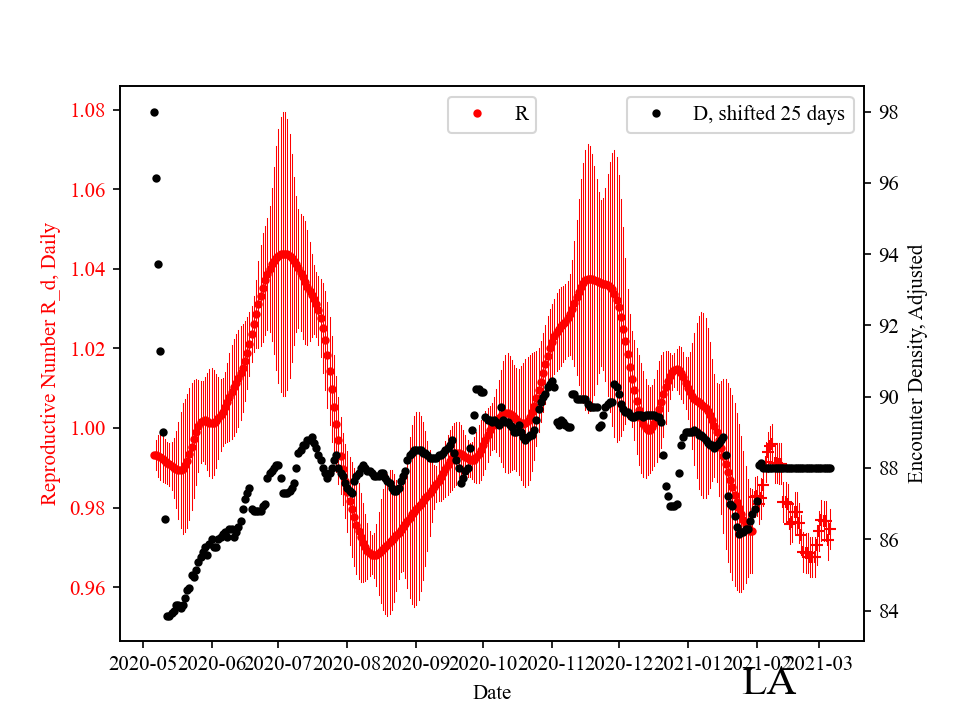 R
D, shifted 25 days
Reproductive Number R_d, Daily
1.08
1.06
1.04
1.02
1.00
0.98
0.96
98
96
94
92
90
88
86
84
Encounter Density, Adjusted
2020-05 2020-06 2020-07 2020-08 2020-09 2020-10 2020-11 2020-12 2021-01 2021-02 2021-03
Date
LA